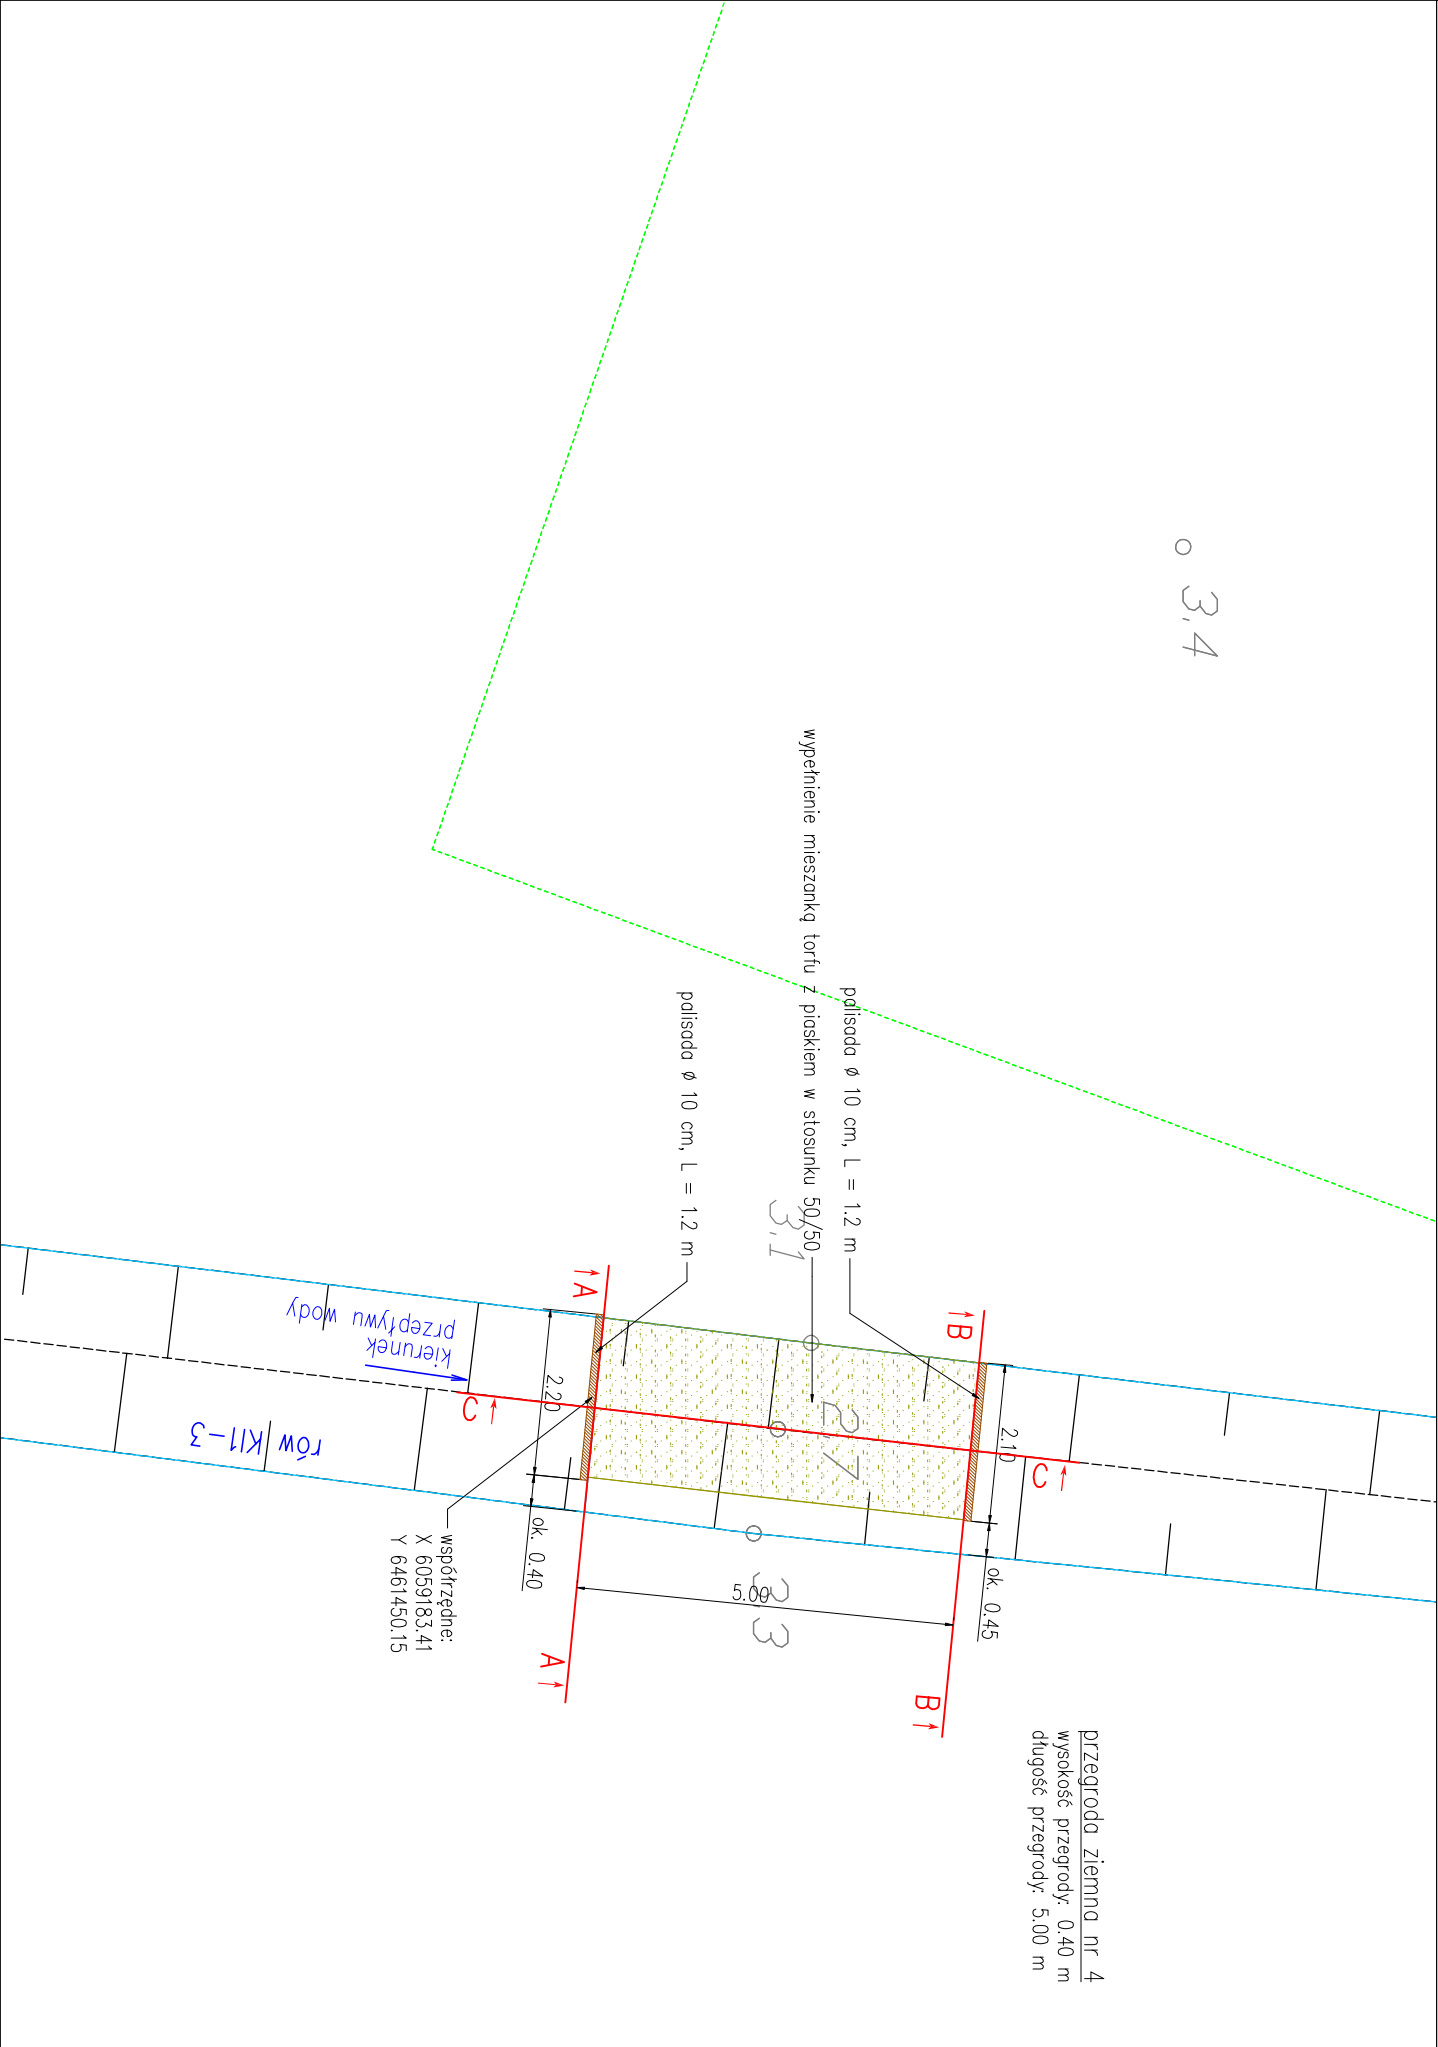 przegroda ziemna nr 4
wysokość przegrody: 0.40 m
długość przegrody: 5.00 m
3.4
palisada ø 10 cm, L = 1.2 m
wypełnienie mieszanką torfu z piaskiem w stosunku 50/50
palisada ø 10 cm, L = 1.2 m
3.1
2.7
3.3
B
B
2.10
ok. 0.45
C
C
5.00
A
A
2.20
ok. 0.40
współrzędne:
X 6059183.41
Y 6461450.15
kierunek
przepływu wody
rów KI1-3